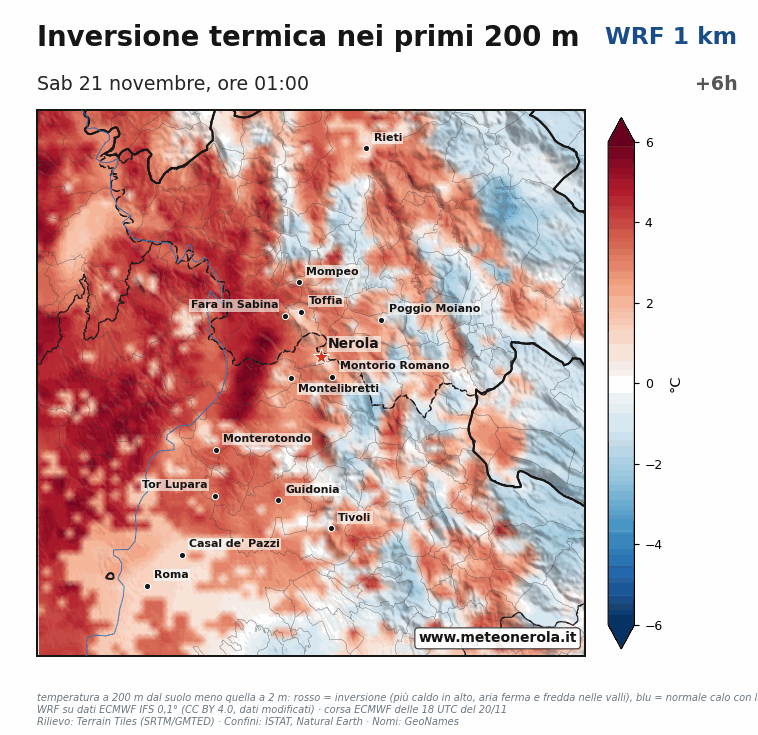 Inversione termica nei primi 200 m
WRF 1 km
Sab 21 novembre, ore 01:00
+6h
Rieti
Mompeo
Fara in Sabina
Toffia
Poggio Moiano
Nerola
Montorio Romano
Montelibretti
Monterotondo
Tor Lupara
Guidonia
Tivoli
Casal de' Pazzi
Roma
www.meteonerola.it
6
4
2
0
−2
−4
−6
°C
temperatura a 200 m dal suolo meno quella a 2 m: rosso = inversione (più caldo in alto, aria ferma e fredda nelle valli), blu = normale calo con l
WRF su dati ECMWF IFS 0,1° (CC BY 4.0, dati modificati) · corsa ECMWF delle 18 UTC del 20/11
Rilievo: Terrain Tiles (SRTM/GMTED) · Confini: ISTAT, Natural Earth · Nomi: GeoNames